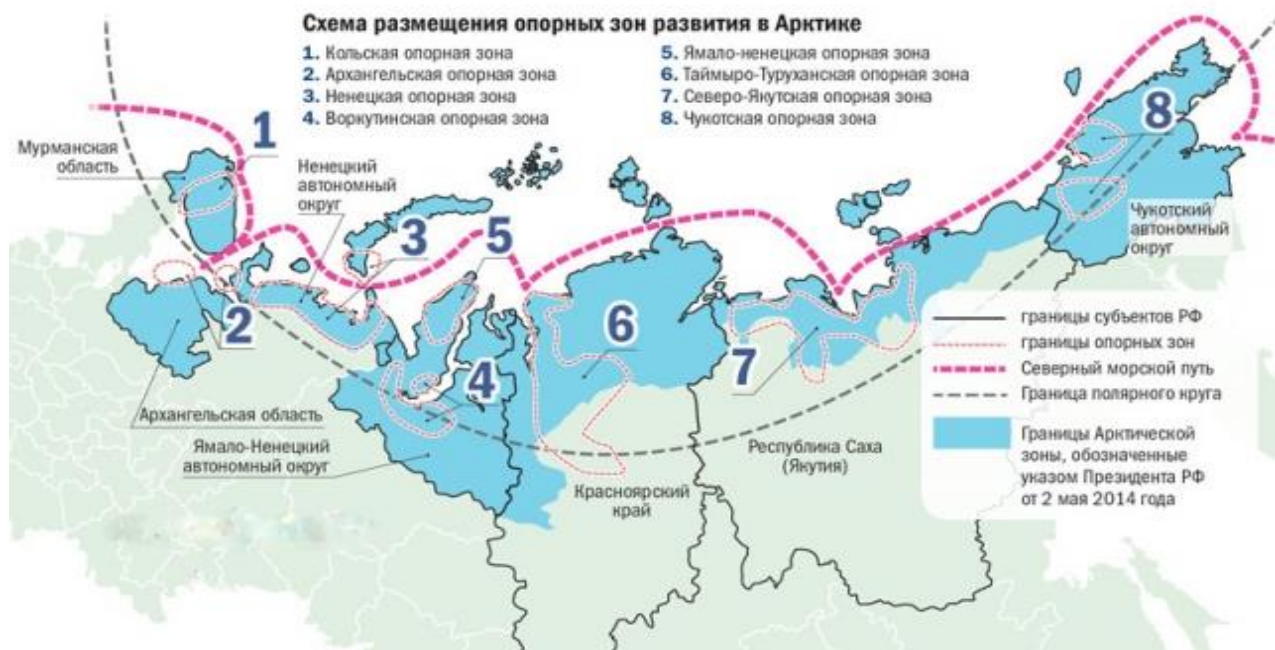 Схема размещения опорных зон развития в Арктике
1. Кольская опорная зона
2. Архангельская опорная зона
3. Ненецкая опорная зона
4. Воркутинская опорная зона
5. Ямало-ненецкая опорная зона
6. Таймыро-Туруханская опорная зона
7. Северо-Якутская опорная зона
8. Чукотская опорная зона
1
Мурманская
область
Ненецкий
автономный
округ
3
5
2
4
6
7
8
Чукотский
автономный
округ
Архангельская область
Ямало-Ненецкий
автономный округ
Красноярский
край
Республика Саха
(Якутия)
границы субъектов РФ
границы опорных зон
Северный морской путь
Граница полярного круга
Границы Арктической
зоны, обозначенные
указом Президента РФ
от 2 мая 2014 года